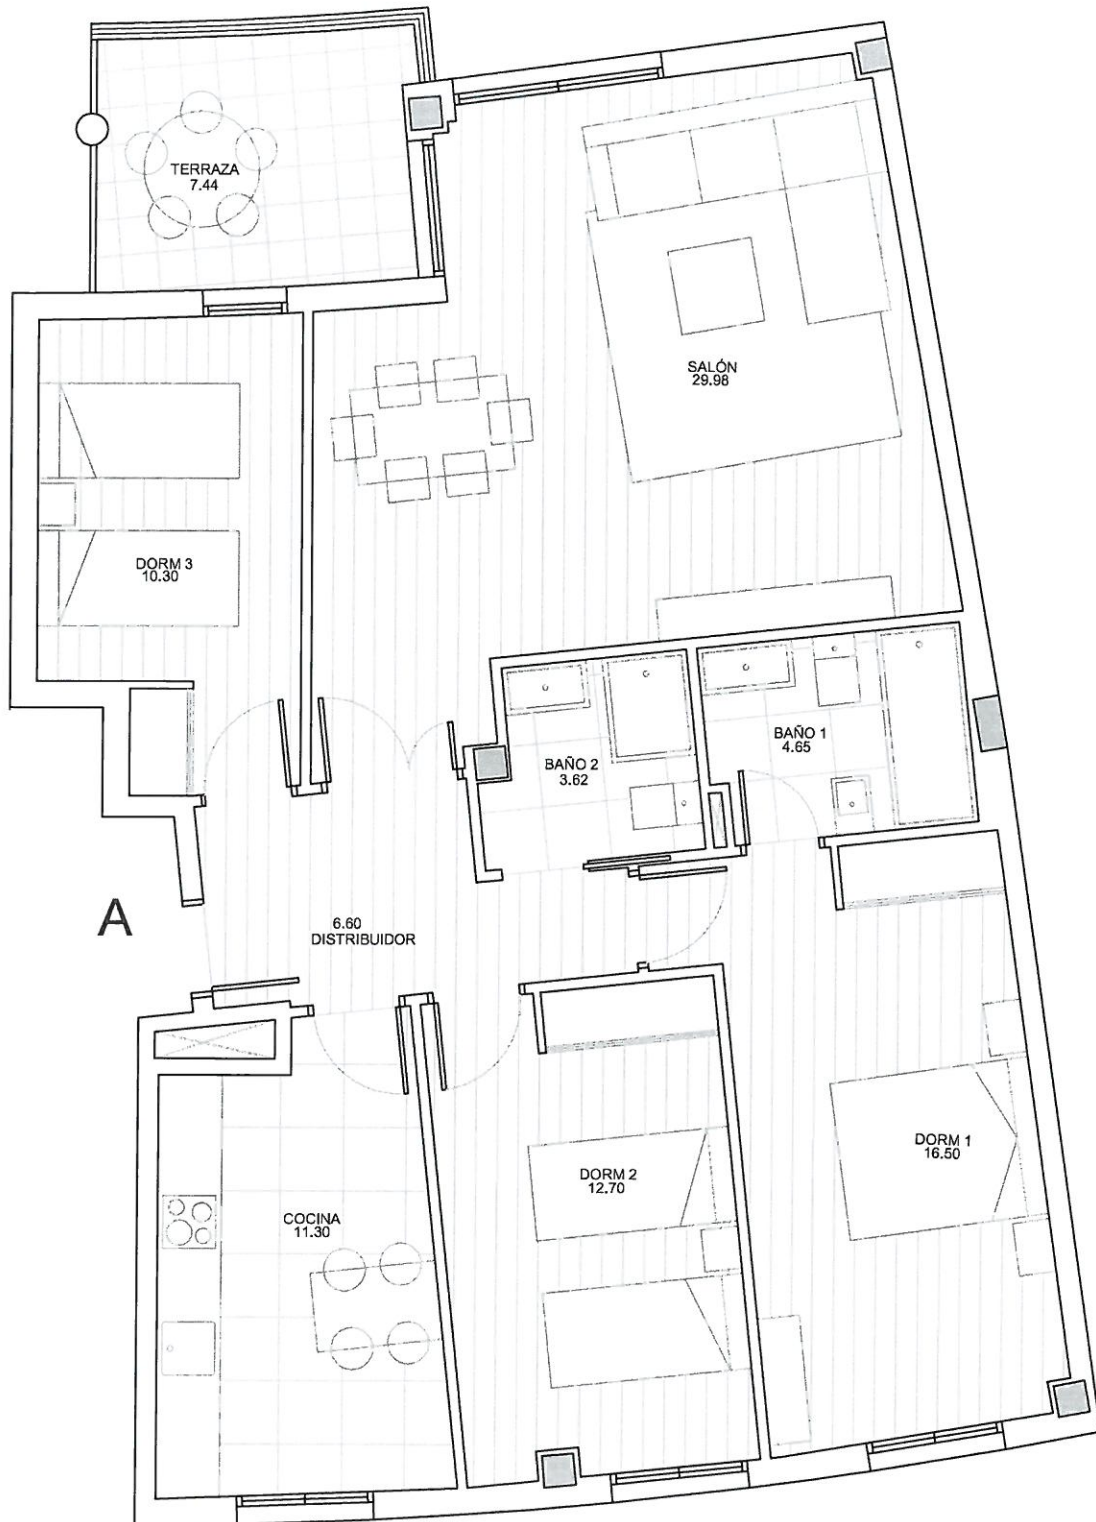 TERRAZA
7.44
SALÓN
29.98
DORM 3
10.30
BAÑO 1
4.65
BAÑO 2
3.62
A
6.60
DISTRIBUIDOR
DORM 1
16.50
DORM 2
12.70
COCINA
11.30